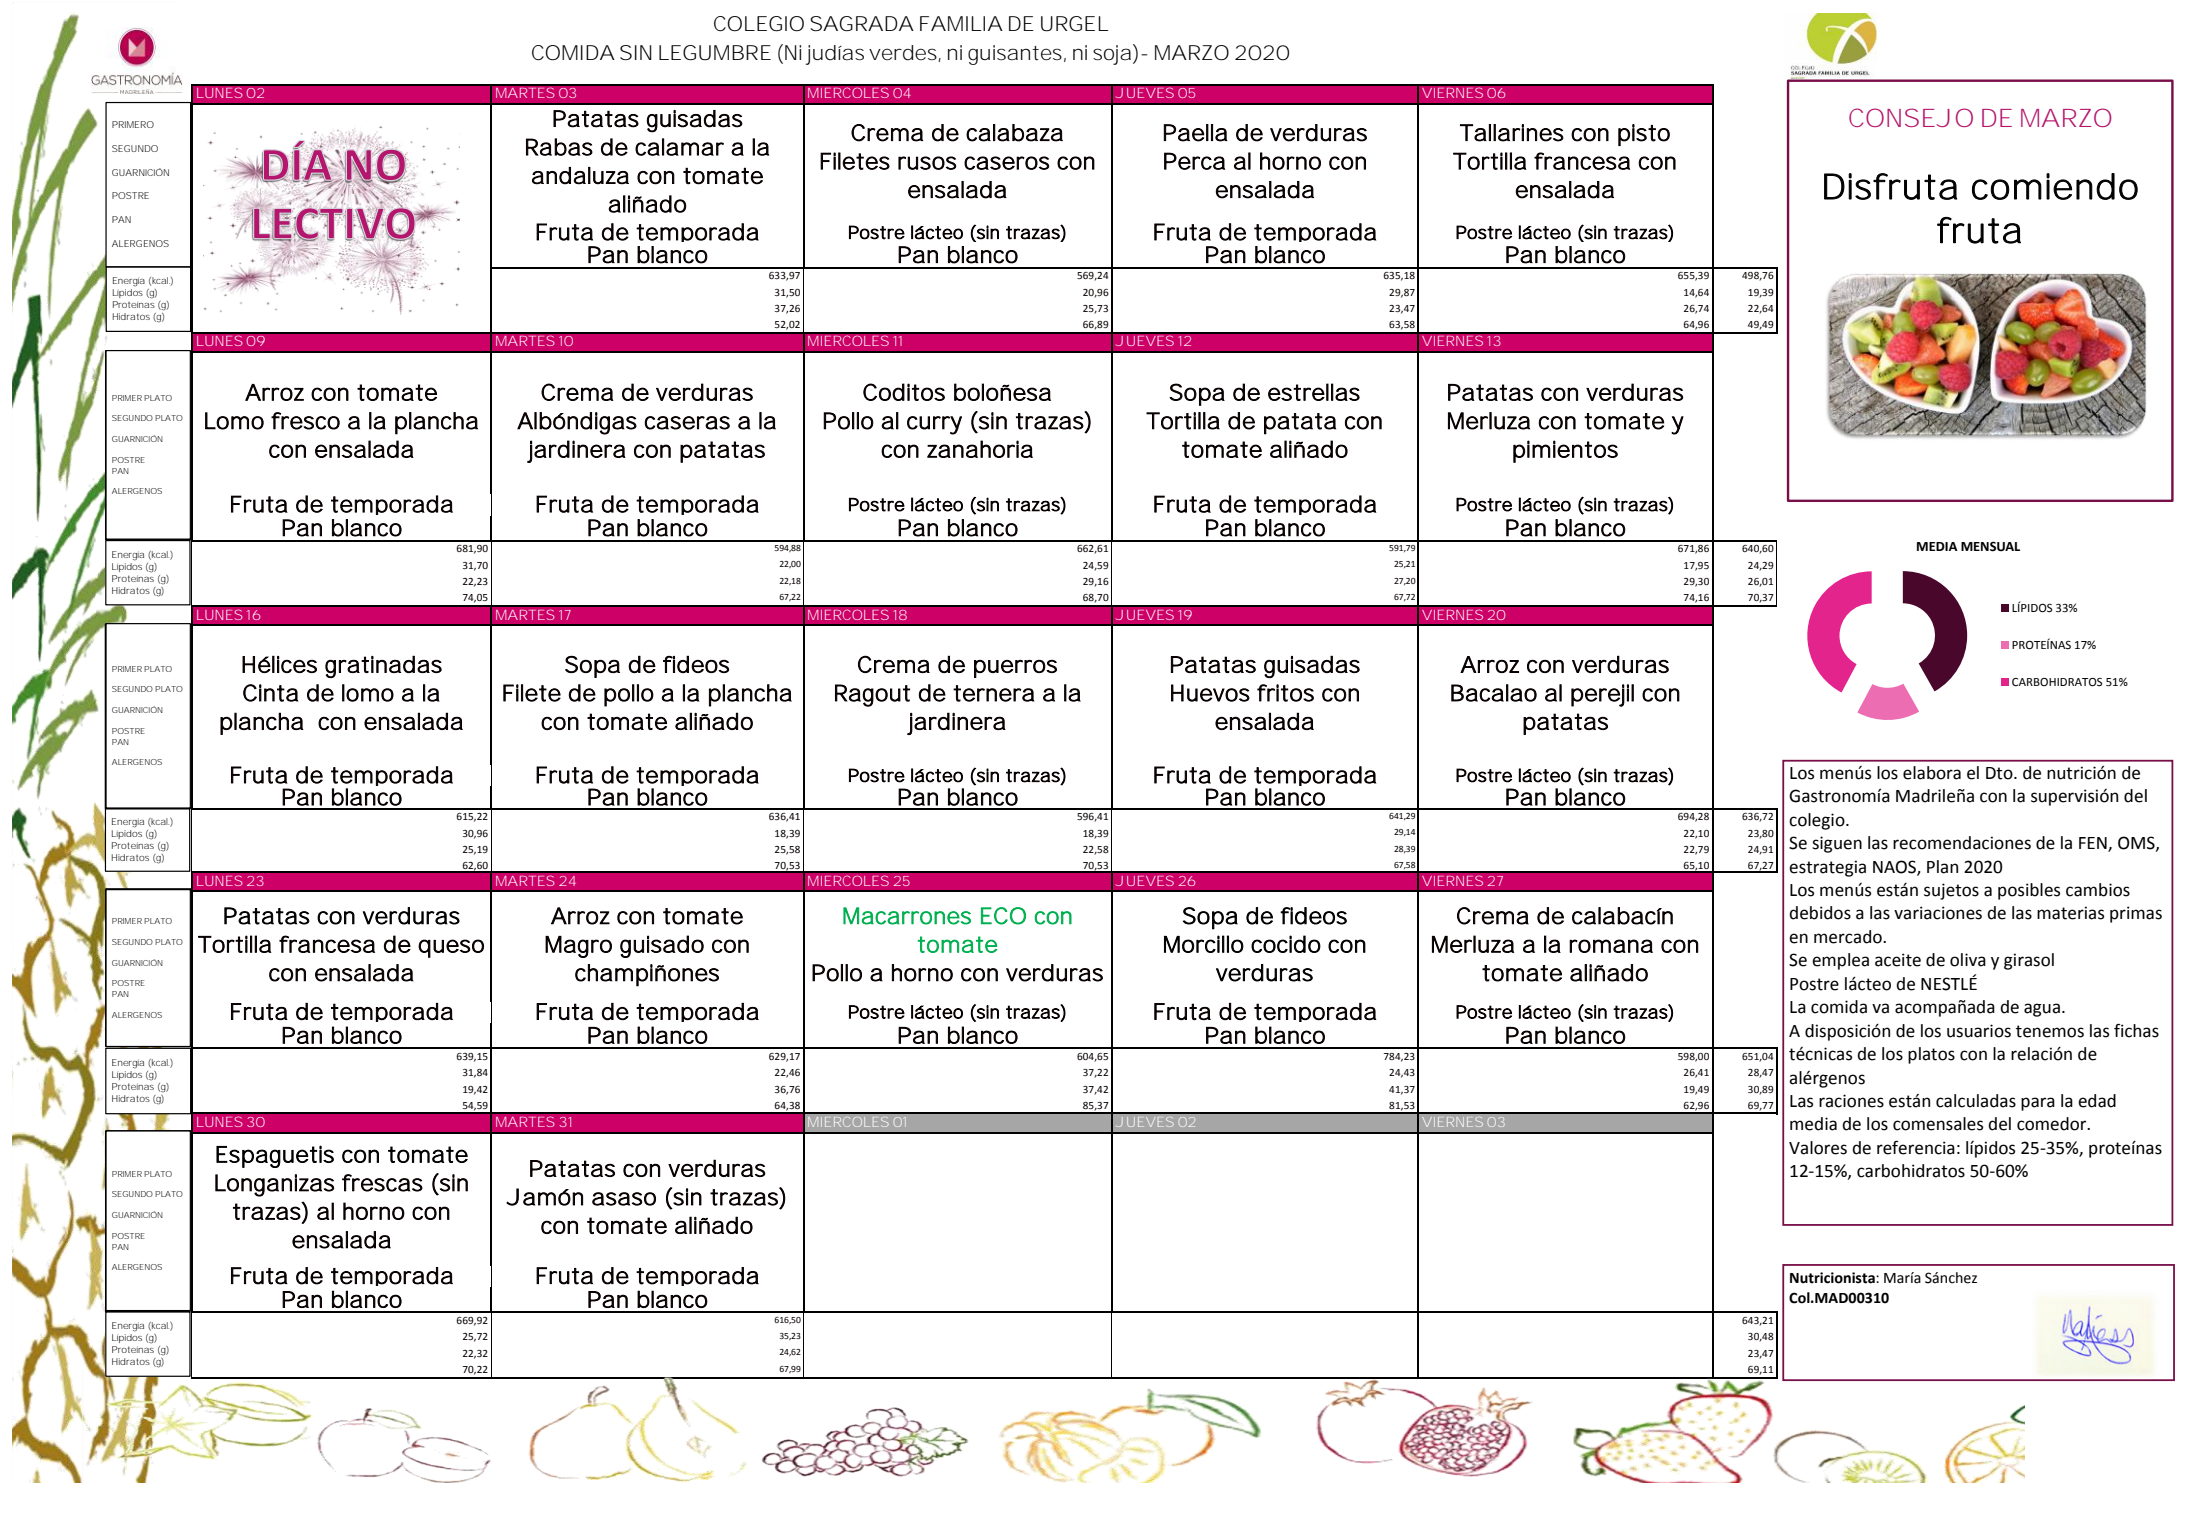 COLEGIO SAGRADA FAMILIA DE URGEL
COMIDA SIN LEGUMBRE (Ni judías verdes, ni guisantes, ni soja)- MARZO 2020
GASTRONOMÍA
MADRILEÑA
COLEGIO
SAGRADA FAMILIA DE URGEL
LUNES 02
MARTES 03
MIERCOLES 04
JUEVES 05
VIERNES 06
PRIMERO
SEGUNDO
GUARNICIÓN
POSTRE
PAN
ALERGENOS
DÍA NO
LECTIVO
Patatas guisadas
Rabas de calamar a la
andaluza con tomate
aliñado
Fruta de temporada
Pan blanco
Crema de calabaza
Filetes rusos caseros con
ensalada
Postre lácteo (sin trazas)
Pan blanco
Paella de verduras
Perca al horno con
ensalada
Fruta de temporada
Pan blanco
Tallarines con pisto
Tortilla francesa con
ensalada
Postre lácteo (sin trazas)
Pan blanco
Energia (kcal.)
Lipidos (g)
Proteinas (g)
Hidratos (g)
633,97 569,24 635,18 655,39 498,76
31,50 20,96 29,87 14,64 19,39
37,26 25,73 23,47 26,74 22,64
52,02 66,89 63,58 64,96 49,49
LUNES 09
MARTES 10
MIERCOLES 11
JUEVES 12
VIERNES 13
PRIMER PLATO
SEGUNDO PLATO
GUARNICIÓN
POSTRE
PAN
ALERGENOS
Arroz con tomate
Lomo fresco a la plancha
con ensalada
Fruta de temporada
Pan blanco
Crema de verduras
Albóndigas caseras a la
jardinera con patatas
Fruta de temporada
Pan blanco
Coditos boloñesa
Pollo al curry (sin trazas)
con zanahoria
Postre lácteo (sin trazas)
Pan blanco
Sopa de estrellas
Tortilla de patata con
tomate aliñado
Fruta de temporada
Pan blanco
Patatas con verduras
Merluza con tomate y
pimientos
Postre lácteo (sin trazas)
Pan blanco
Energia (kcal.)
Lipidos (g)
Proteinas (g)
Hidratos (g)
681,90 594,88 662,61 591,79 671,86 640,60
31,70 22,00 24,59 25,21 17,95 24,29
22,23 22,18 29,16 27,20 29,30 26,01
74,05 67,22 68,70 67,72 74,16 70,37
LUNES 16
MARTES 17
MIERCOLES 18
JUEVES 19
VIERNES 20
PRIMER PLATO
SEGUNDO PLATO
GUARNICIÓN
POSTRE
PAN
ALERGENOS
Hélices gratinadas
Cinta de lomo a la
plancha con ensalada
Fruta de temporada
Pan blanco
Sopa de fideos
Filete de pollo a la plancha
con tomate aliñado
Fruta de temporada
Pan blanco
Crema de puerros
Ragout de ternera a la
jardinera
Postre lácteo (sin trazas)
Pan blanco
Patatas guisadas
Huevos fritos con
ensalada
Fruta de temporada
Pan blanco
Arroz con verduras
Bacalao al perejil con
patatas
Postre lácteo (sin trazas)
Pan blanco
Energia (kcal.)
Lipidos (g)
Proteinas (g)
Hidratos (g)
615,22 636,41 596,41 641,29 694,28 636,72
30,96 18,39 18,39 29,14 22,10 23,80
25,19 25,58 22,58 28,39 22,79 24,91
62,60 70,53 70,53 67,58 65,10 67,27
LUNES 23
MARTES 24
MIERCOLES 25
JUEVES 26
VIERNES 27
PRIMER PLATO
SEGUNDO PLATO
GUARNICIÓN
POSTRE
PAN
ALERGENOS
Patatas con verduras
Tortilla francesa de queso
con ensalada
Fruta de temporada
Pan blanco
Arroz con tomate
Magro guisado con
champiñones
Fruta de temporada
Pan blanco
Macarrones ECO con
tomate
Pollo a horno con verduras
Postre lácteo (sin trazas)
Pan blanco
Sopa de fideos
Morcillo cocido con
verduras
Fruta de temporada
Pan blanco
Crema de calabacín
Merluza a la romana con
tomate aliñado
Postre lácteo (sin trazas)
Pan blanco
Energia (kcal.)
Lipidos (g)
Proteinas (g)
Hidratos (g)
639,15 629,17 604,65 784,23 598,00 651,04
31,84 22,46 37,22 24,43 26,41 28,47
19,42 36,76 37,42 41,37 19,49 30,89
54,59 64,38 85,37 81,53 62,96 69,77
LUNES 30
MARTES 31
MIERCOLES 01
JUEVES 02
VIERNES 03
PRIMER PLATO
SEGUNDO PLATO
GUARNICIÓN
POSTRE
PAN
ALERGENOS
Espaguetis con tomate
Longanizas frescas (sin
trazas) al horno con
ensalada
Fruta de temporada
Pan blanco
Patatas con verduras
Jamón asaso (sin trazas)
con tomate aliñado
Fruta de temporada
Pan blanco
Energia (kcal.)
Lipidos (g)
Proteinas (g)
Hidratos (g)
669,92 616,50 643,21
25,72 35,23 30,48
22,32 24,62 23,47
70,22 67,99 69,11
CONSEJO DE MARZO
Disfruta comiendo
fruta
MEDIA MENSUAL
LÍPIDOS 33%
PROTEÍNAS 17%
CARBOHIDRATOS 51%
Los menús los elabora el Dto. de nutrición de
Gastronomía Madrileña con la supervisión del
colegio.
Se siguen las recomendaciones de la FEN, OMS,
estrategia NAOS, Plan 2020
Los menús están sujetos a posibles cambios
debidos a las variaciones de las materias primas
en mercado.
Se emplea aceite de oliva y girasol
Postre lácteo de NESTLÉ
La comida va acompañada de agua.
A disposición de los usuarios tenemos las fichas
técnicas de los platos con la relación de
alérgenos
Las raciones están calculadas para la edad
media de los comensales del comedor.
Valores de referencia: lípidos 25-35%, proteínas
12-15%, carbohidratos 50-60%
Nutricionista: María Sánchez
Col.MAD00310